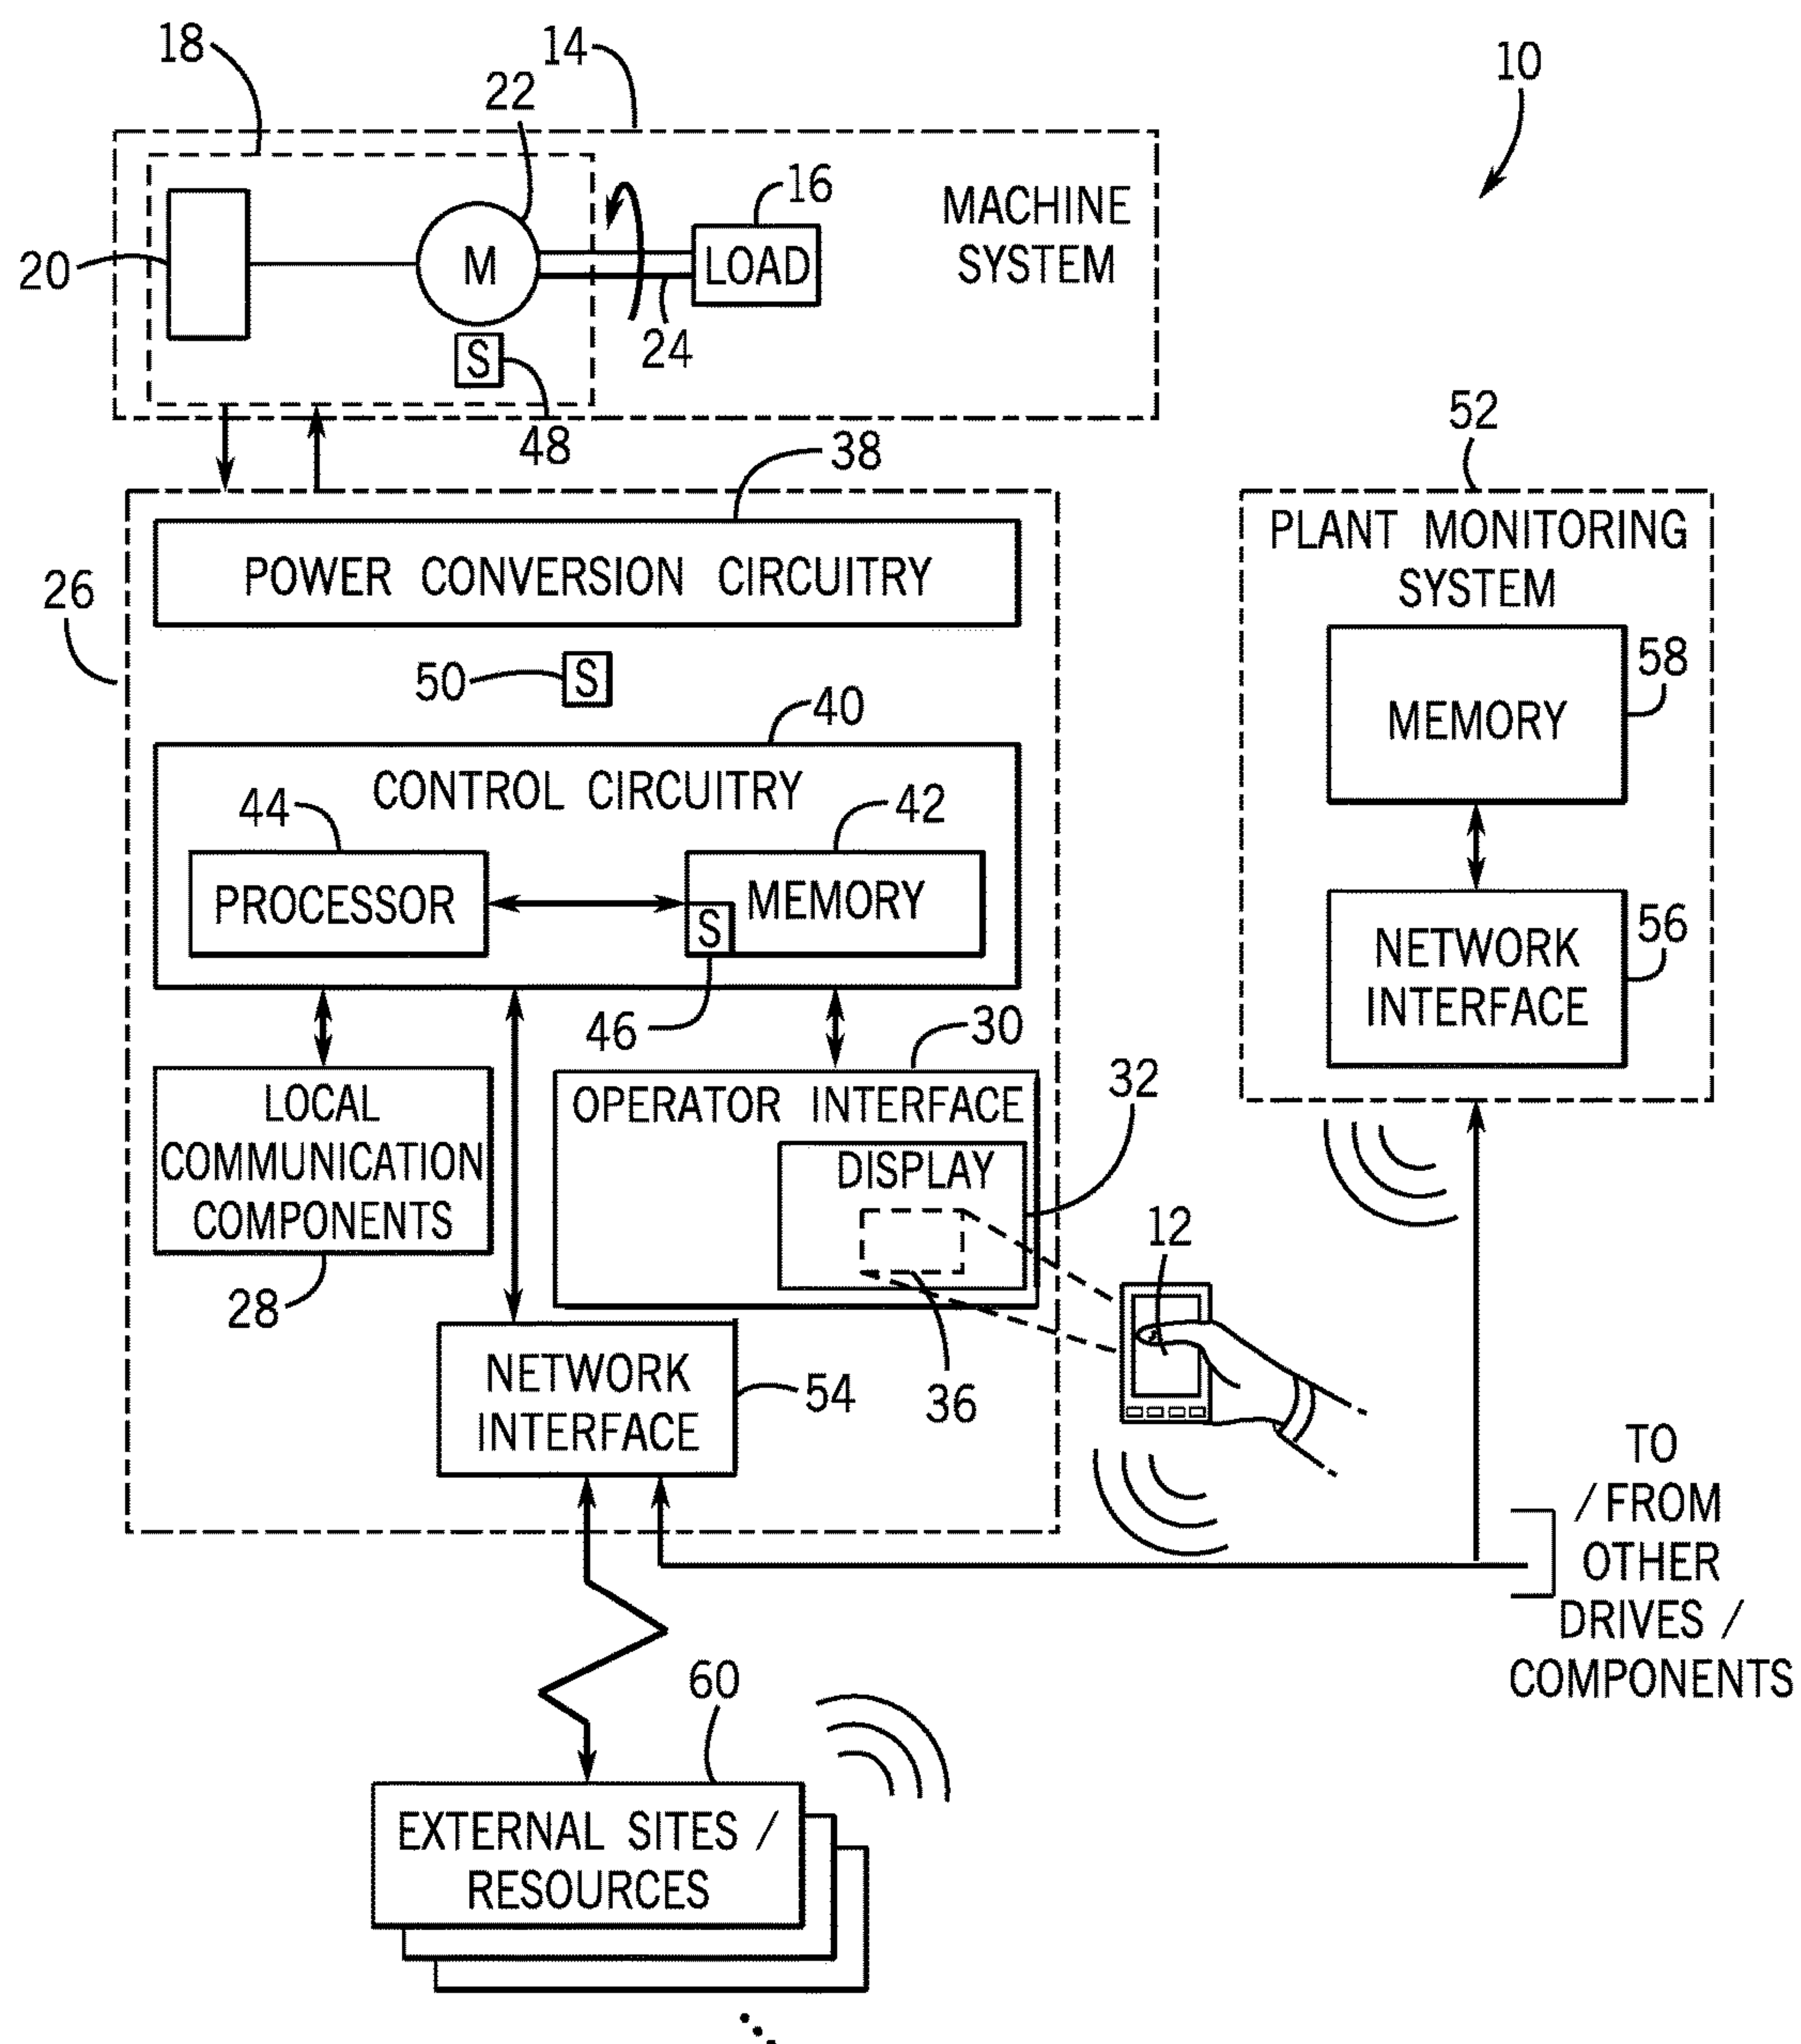 18
14
10
22
16
MACHINE
SYSTEM
20
M
LOAD
24
S
48
38
52
PLANT MONITORING
SYSTEM
POWER CONVERSION CIRCUITRY
26
58
50
S
40
MEMORY
CONTROL CIRCUITRY
44
42
PROCESSOR
MEMORY
S
56
NETWORK
INTERFACE
46
30
LOCAL
COMMUNICATION
COMPONENTS
OPERATOR INTERFACE
32
DISPLAY
12
28
36
NETWORK
INTERFACE
54
TO
/ FROM
OTHER
DRIVES /
COMPONENTS
60
EXTERNAL SITES /
RESOURCES